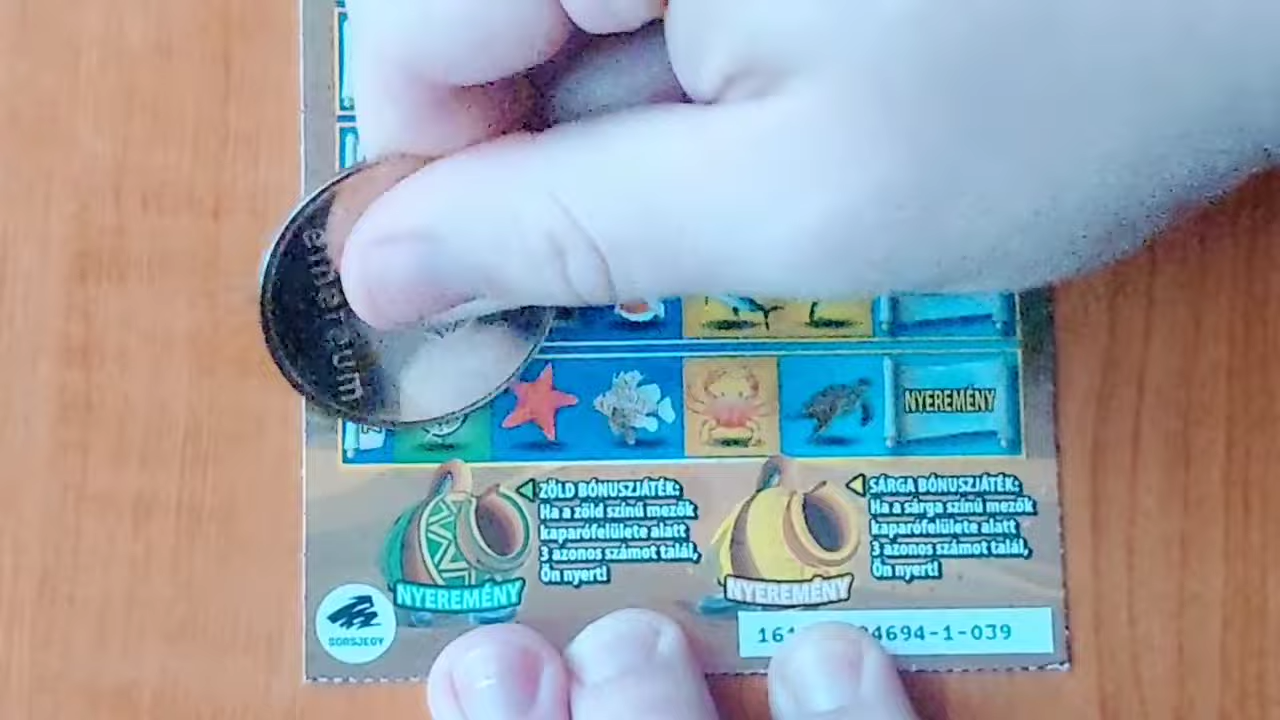 NYEREMÉNY
ZÖLD BÓNUSZJÁTÉK:
Ha a zöld színű mezők
kaparófelülete alatt
3 azonos számot talál,
Ön nyert!
NYEREMÉNY
SÁRGA BÓNUSZJÁTÉK:
Ha a sárga színű mezők
kaparófelülete alatt
3 azonos számot talál,
Ön nyert!
NYEREMÉNY
SORSJEGY
4694-1-039